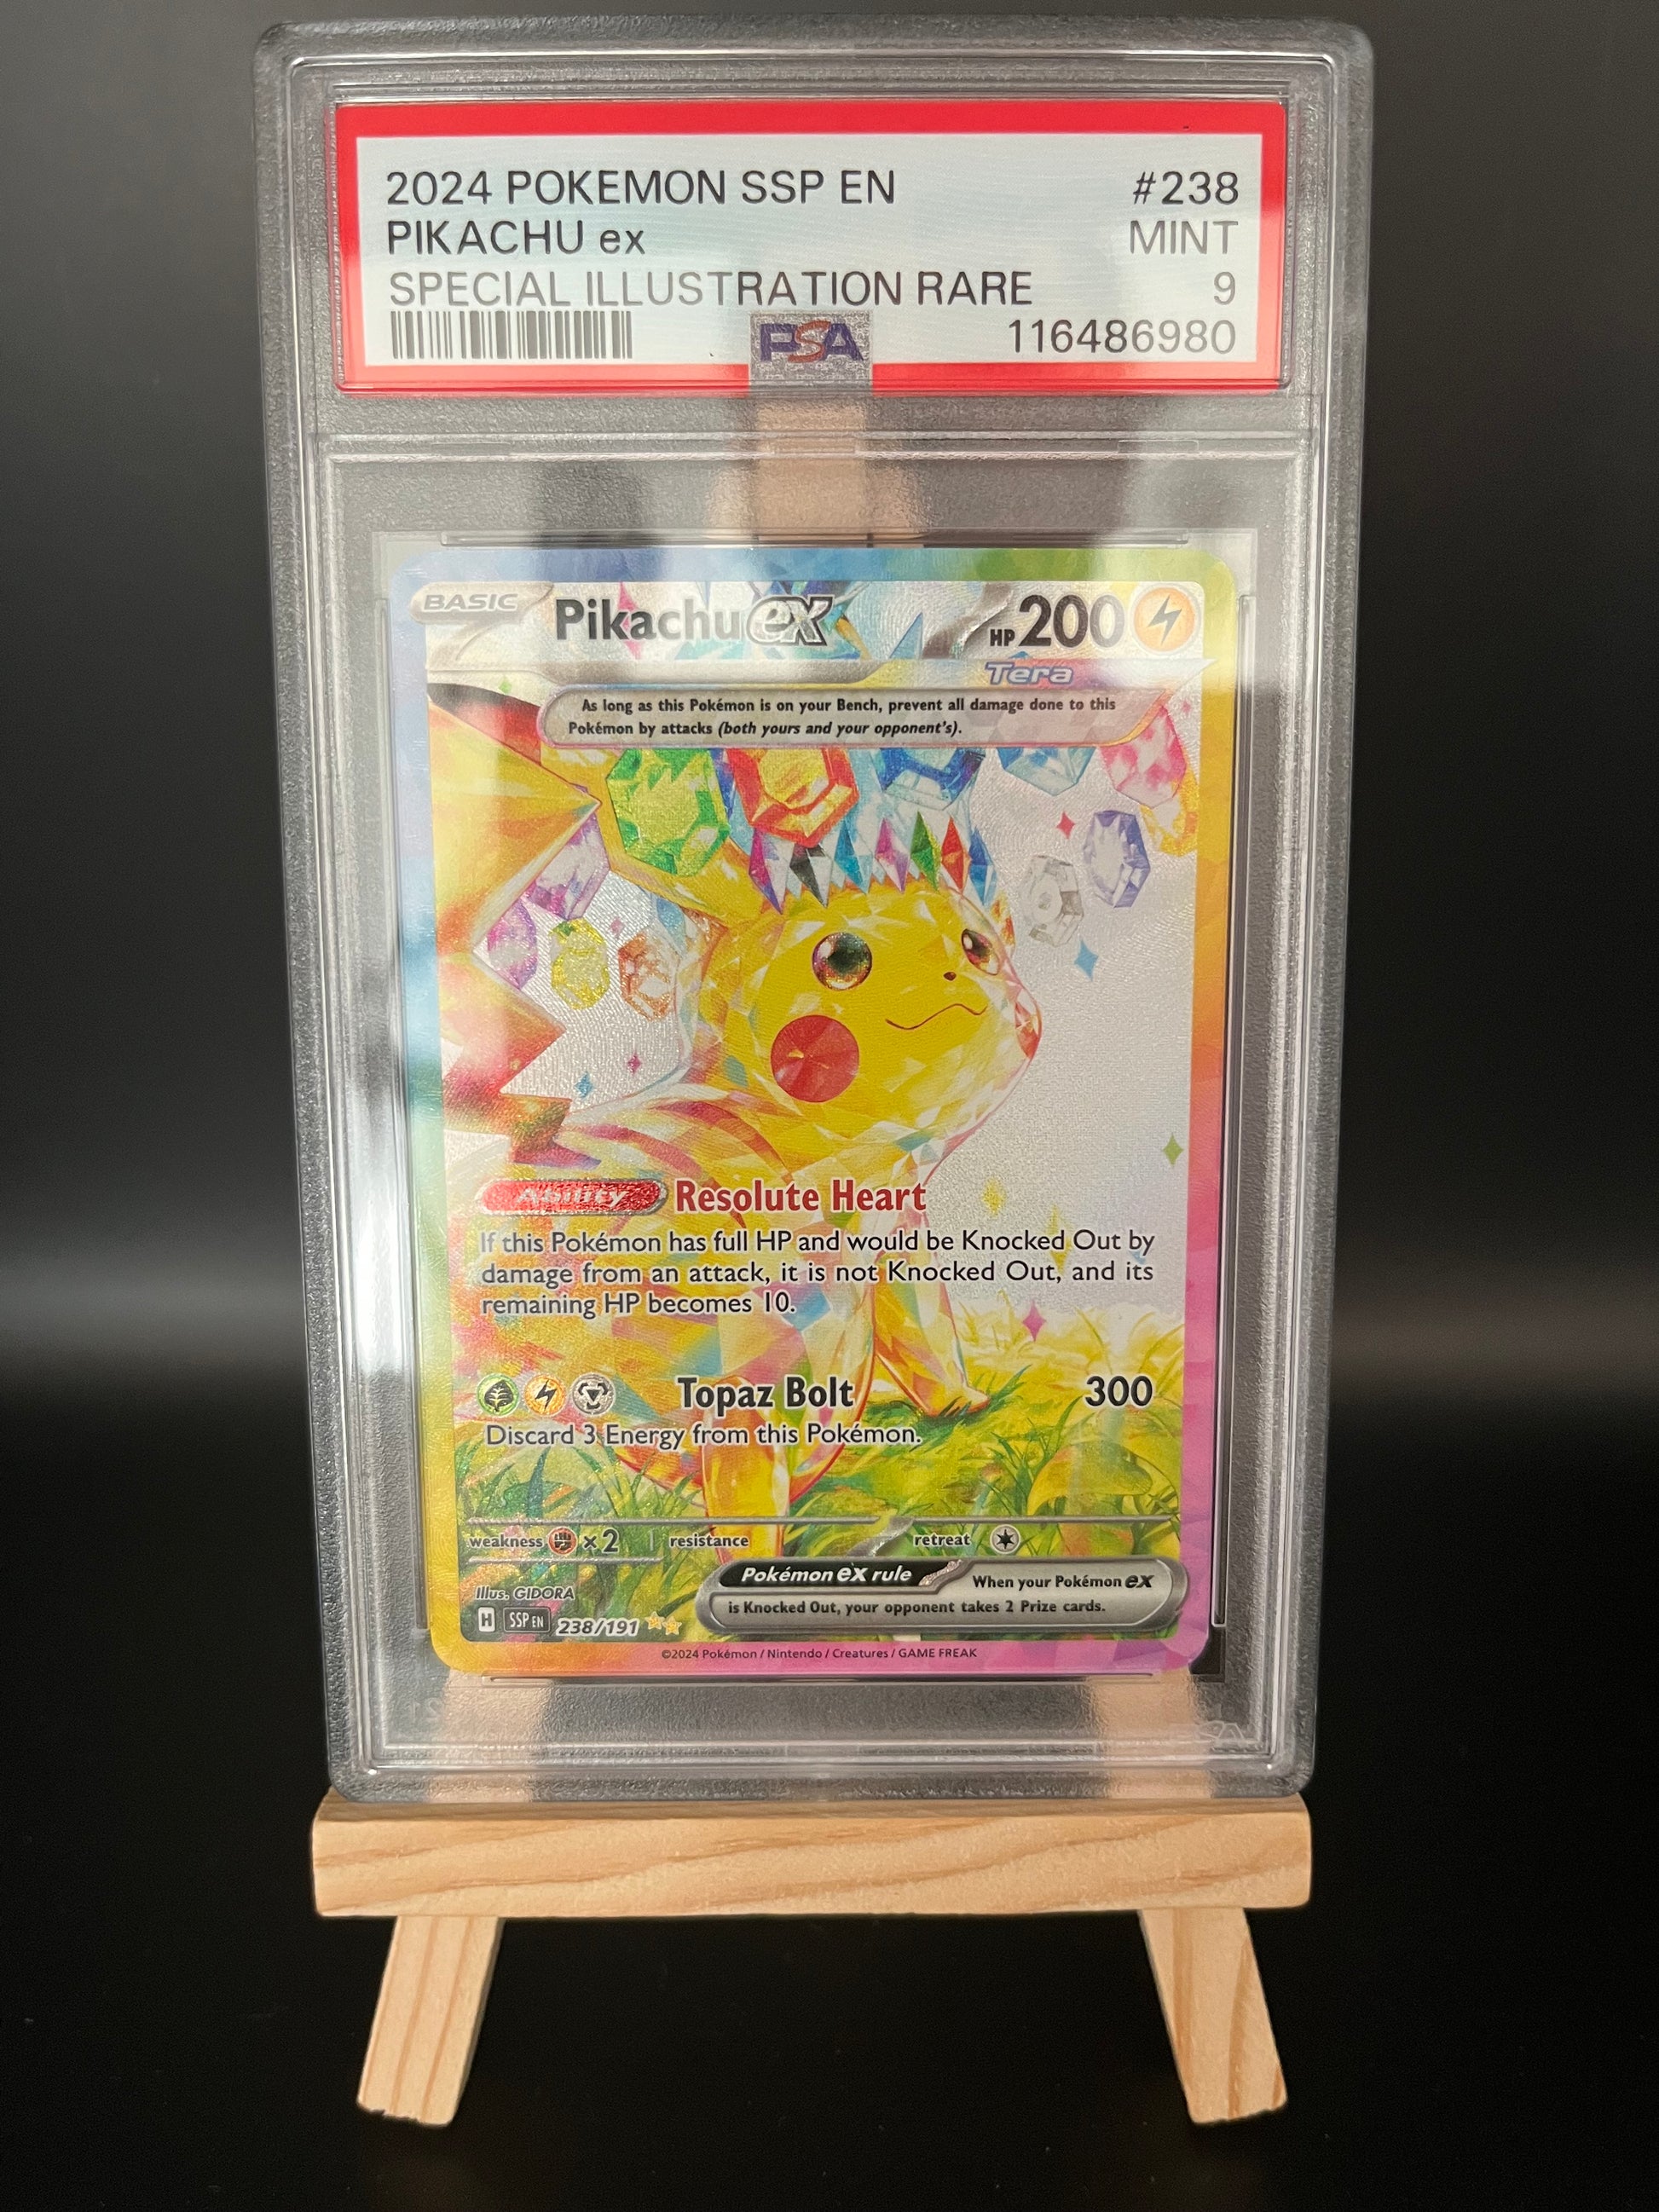 2024 POKEMON SSP EN #238
PIKACHU ex MINT
SPECIAL ILLUSTRATION RARE 9
PSA 116486980
BASIC Pikachu ex HP 200
Tera
As long as this Pokémon is on your Bench, prevent all damage done to this
Pokémon by attacks (both yours and your opponent's).
Ability Resolute Heart
If this Pokémon has full HP and would be Knocked Out by
damage from an attack, it is not Knocked Out, and its
remaining HP becomes 10.
Topaz Bolt 300
Discard 3 Energy from this Pokémon.
weakness ×2 resistance retreat
Pokémon ex rule When your Pokémon ex
is Knocked Out, your opponent takes 2 Prize cards.
Illus. GIDORA
H SSP EN 238/191
©2024 Pokémon / Nintendo / Creatures / GAME FREAK
PSA